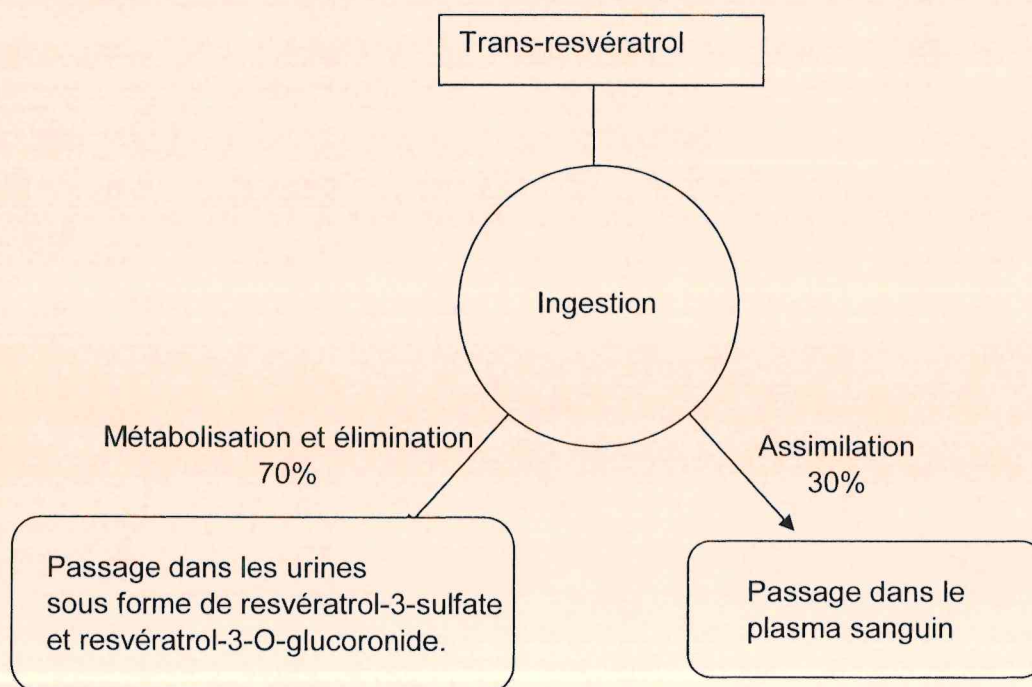 Trans-resvératrol
Ingestion
Métabolisation et élimination
70%
Assimilation
30%
Passage dans les urines
sous forme de resvératrol-3-sulfate
et resvératrol-3-O-glucoronide.
Passage dans le
plasma sanguin